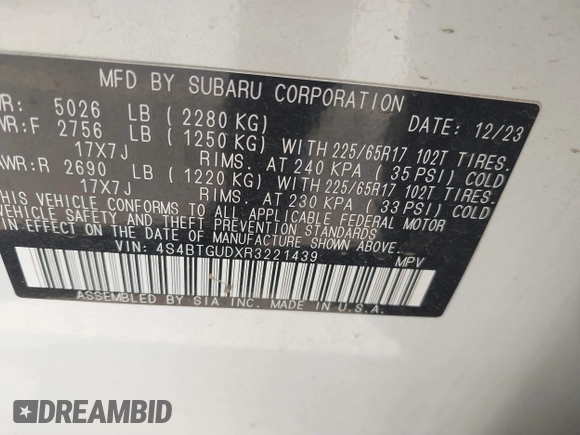 MFD BY SUBARU CORPORATION
DATE: 12/23
WR: 5026 LB (2280 KG)
WR:F 2756 LB (1250 KG) WITH 225/65R17 102T TIRES.
17X7J RIMS. AT 240 KPA (35 PSI) COLD
AWR:R 2690 LB (1220 KG) WITH 225/65R17 102T TIRES.
17X7J RIMS. AT 230 KPA (33 PSI) COLD
THIS VEHICLE CONFORMS TO ALL APPLICABLE FEDERAL MOTOR
VEHICLE SAFETY AND THEFT PREVENTION STANDARDS
IN EFFECT ON THE DATE OF MANUFACTURE SHOWN ABOVE.
VIN: 4S4BTGUDXR3221439 MPV
ASSEMBLED BY SIA INC. MADE IN U.S.A.
DREAMBID